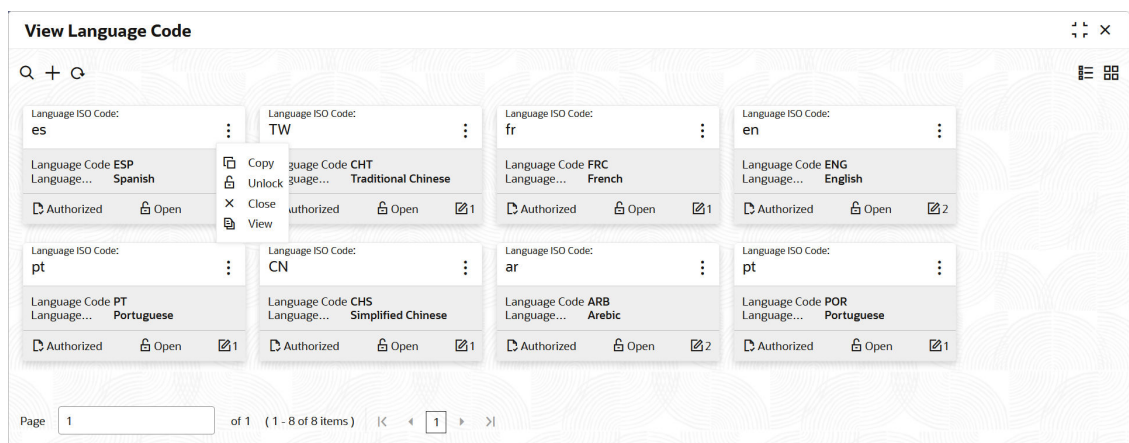 View Language Code
Language ISO Code:
es
Language Code ESP
Language... Spanish
Authorized Open
Copy
Unlock
Close
View
Language ISO Code:
TW
guage Code CHT
guage... Traditional Chinese
uthorized Open 1
Language ISO Code:
fr
Language Code FRC
Language... French
Authorized Open 1
Language ISO Code:
en
Language Code ENG
Language... English
Authorized Open 2
Language ISO Code:
pt
Language Code PT
Language... Portuguese
Authorized Open 1
Language ISO Code:
CN
Language Code CHS
Language... Simplified Chinese
Authorized Open 1
Language ISO Code:
ar
Language Code ARB
Language... Arebic
Authorized Open 2
Language ISO Code:
pt
Language Code POR
Language... Portuguese
Authorized Open 1
Page 1 of 1 ( 1 - 8 of 8 items ) 1